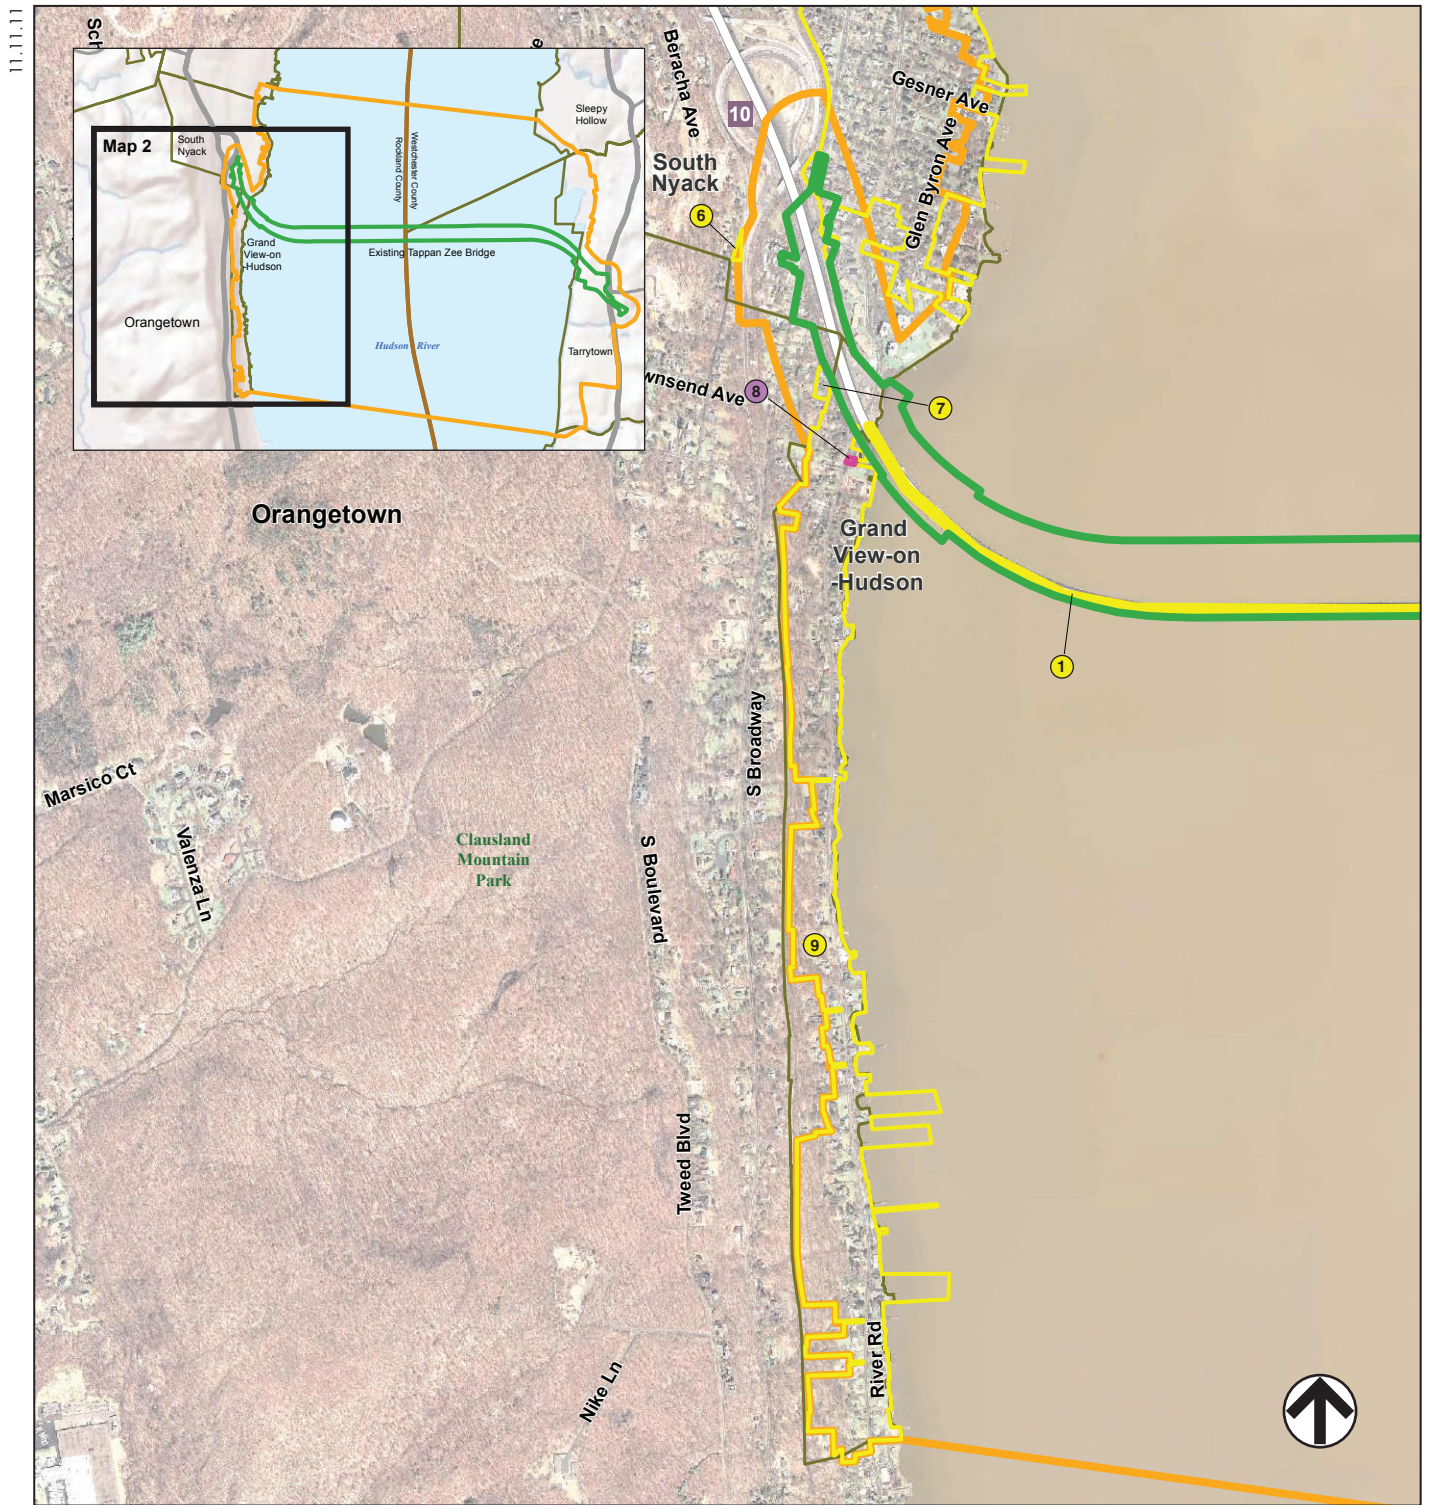 11.11.11
Sch
e
Map 2
South
Nyack
Sleepy
Hollow
Westchester County
Rockland County
Grand
View-on
-Hudson
Existing Tappan Zee Bridge
Orangetown
Hudson River
Tarrytown
Beracha Ave
10
Gesner Ave
Glen Byron Ave
South
Nyack
6
wnsend Ave
8
7
Orangetown
Grand
View-on
-Hudson
1
S Broadway
Marsico Ct
Valenza Ln
Clausland
Mountain
Park
S Boulevard
9
Tweed Blvd
River Rd
Nike Ln